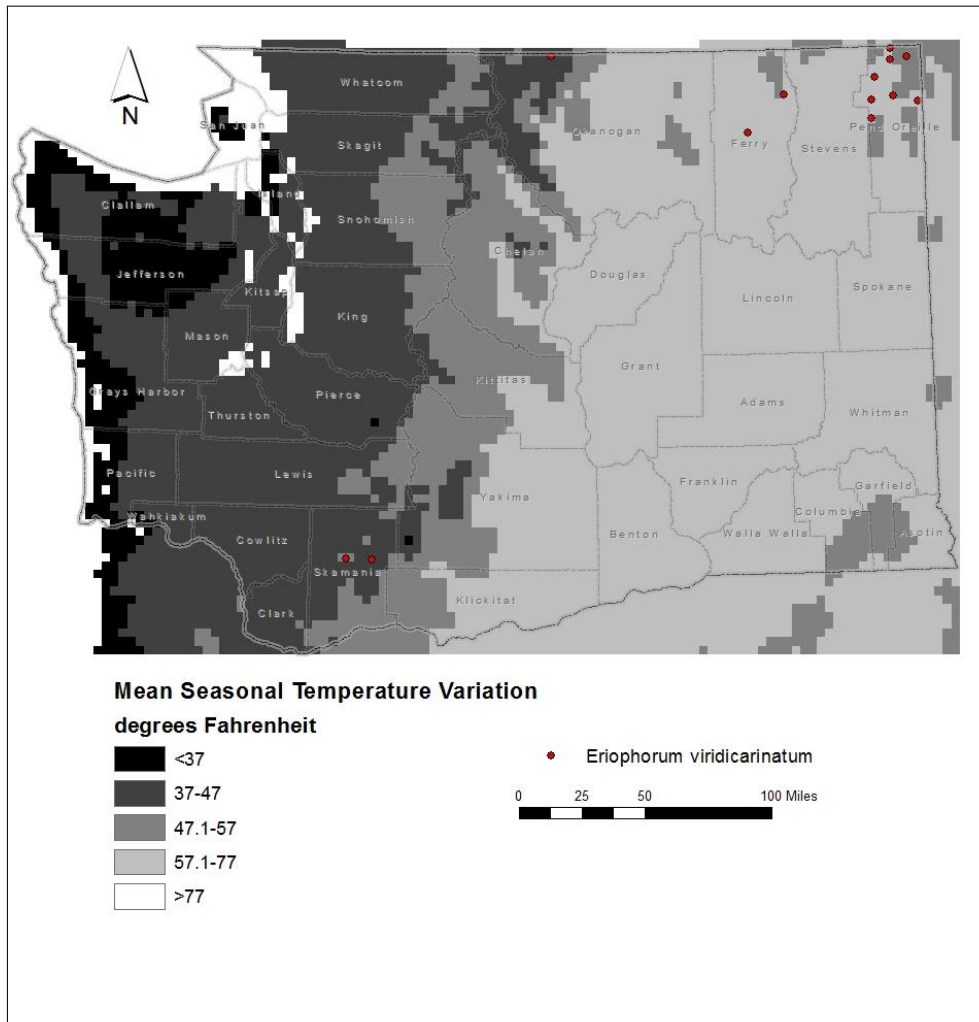 N
Whatcom
San Juan
Skagit
Okanogan
Ferry
Stevens
Pend Oreille
Island
Clallam
Snohomish
Chelan
Jefferson
Kitsap
Douglas
Lincoln
Spokane
King
Mason
Grant
Kittitas
Grays Harbor
Pierce
Adams
Whitman
Thurston
Pacific
Lewis
Yakima
Franklin
Garfield
Wahkiakum
Columbia
Cowlitz
Benton
Walla Walla
Asotin
Skamania
Klickitat
Clark
Mean Seasonal Temperature Variation
degrees Fahrenheit
<37
37-47
47.1-57
57.1-77
>77
Eriophorum viridicarinatum
0 25 50 100 Miles